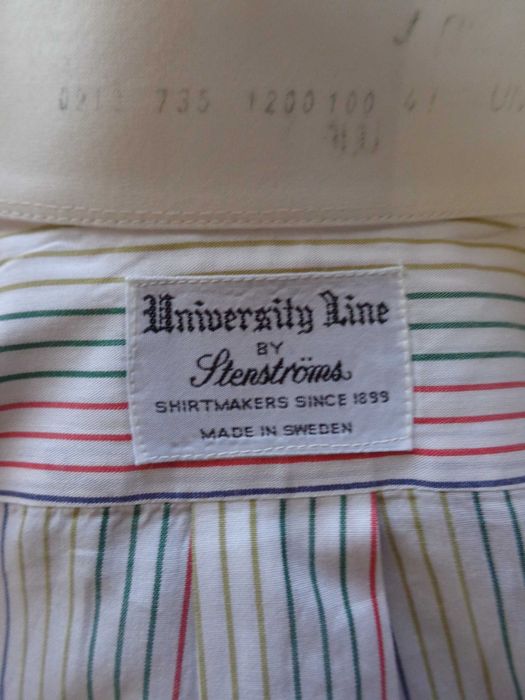 735 1200100 41
University Line
BY
Stenströms
SHIRTMAKERS SINCE 1899
MADE IN SWEDEN